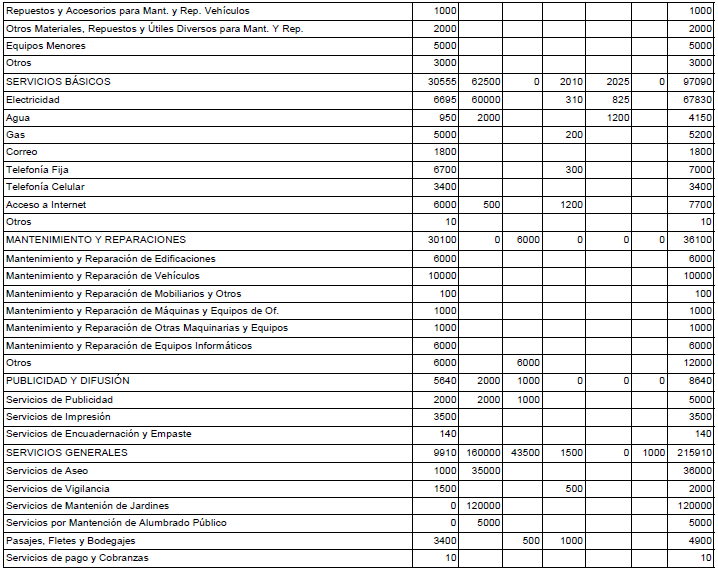 Repuestos y Accesorios para Mant. y Rep. Vehículos 1000 1000
Otros Materiales, Repuestos y Útiles Diversos para Mant. Y Rep. 2000 2000
Equipos Menores 5000 5000
Otros 3000 3000
SERVICIOS BÁSICOS 30555 62500 0 2010 2025 0 97090
Electricidad 6695 60000 310 825 67830
Agua 950 2000 1200 4150
Gas 5000 200 5200
Correo 1800 1800
Telefonía Fija 6700 300 7000
Telefonía Celular 3400 3400
Acceso a Internet 6000 500 1200 7700
Otros 10 10
MANTENIMIENTO Y REPARACIONES 30100 0 6000 0 0 0 36100
Mantenimiento y Reparación de Edificaciones 6000 6000
Mantenimiento y Reparación de Vehículos 10000 10000
Mantenimiento y Reparación de Mobiliarios y Otros 100 100
Mantenimiento y Reparación de Máquinas y Equipos de Of. 1000 1000
Mantenimiento y Reparación de Otras Maquinarias y Equipos 1000 1000
Mantenimiento y Reparación de Equipos Informáticos 6000 6000
Otros 6000 6000 12000
PUBLICIDAD Y DIFUSIÓN 5640 2000 1000 0 0 0 8640
Servicios de Publicidad 2000 2000 1000 5000
Servicios de Impresión 3500 3500
Servicios de Encuadernación y Empaste 140 140
SERVICIOS GENERALES 9910 160000 43500 1500 0 1000 215910
Servicios de Aseo 1000 35000 36000
Servicios de Vigilancia 1500 500 2000
Servicios de Mantención de Jardines 0 120000 120000
Servicios por Mantención de Alumbrado Público 0 5000 5000
Pasajes, Fletes y Bodegajes 3400 500 1000 4900
Servicios de pago y Cobranzas 10 10